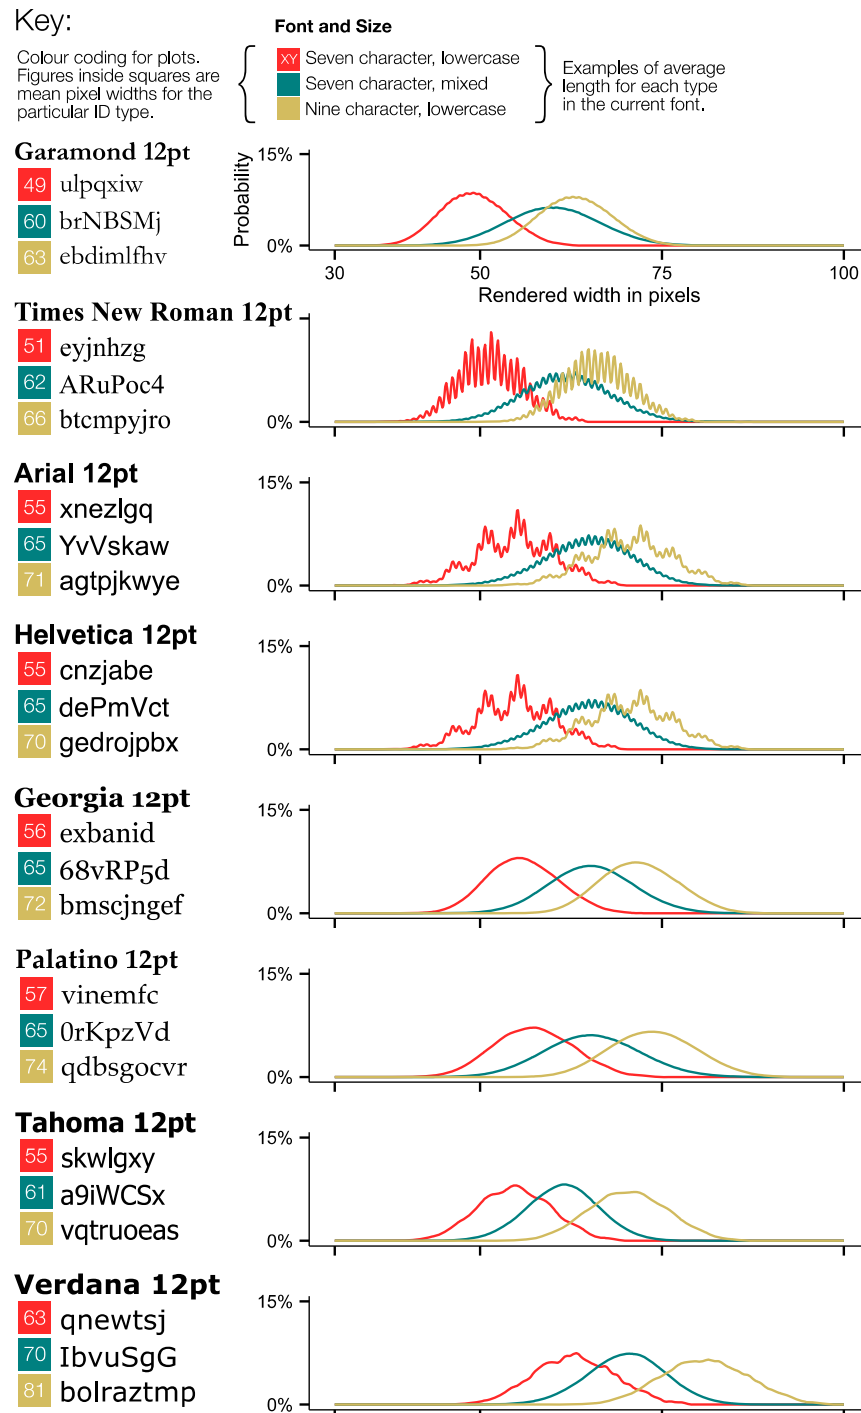 Key:
Colour coding for plots.
Figures inside squares are
mean pixel widths for the
particular ID type.
Font and Size
XY Seven character, lowercase
Seven character, mixed
Nine character, lowercase
Examples of average
length for each type
in the current font.
Garamond 12pt
49 ulpqxiw
60 brNBSMj
63 ebdimlfhv
Probability
15%
0%
30 50 75 100
Rendered width in pixels
Times New Roman 12pt
51 eyjnhzg
62 ARuPoc4
66 btcmpyjro
0%
Arial 12pt
55 xnezlgq
65 YvVskaw
71 agtpjkwye
15%
0%
Helvetica 12pt
55 cnzjabe
65 dePmVct
70 gedrojpbx
15%
0%
Georgia 12pt
56 exbanid
65 68vRP5d
72 bmscjngef
15%
0%
Palatino 12pt
57 vinemfc
65 0rKpzVd
74 qdbsgocvr
15%
0%
Tahoma 12pt
55 skwlgxy
61 a9iWCSx
70 vqtruoeas
15%
0%
Verdana 12pt
63 qnewtsj
70 IbvuSgG
81 bolraztmp
15%
0%